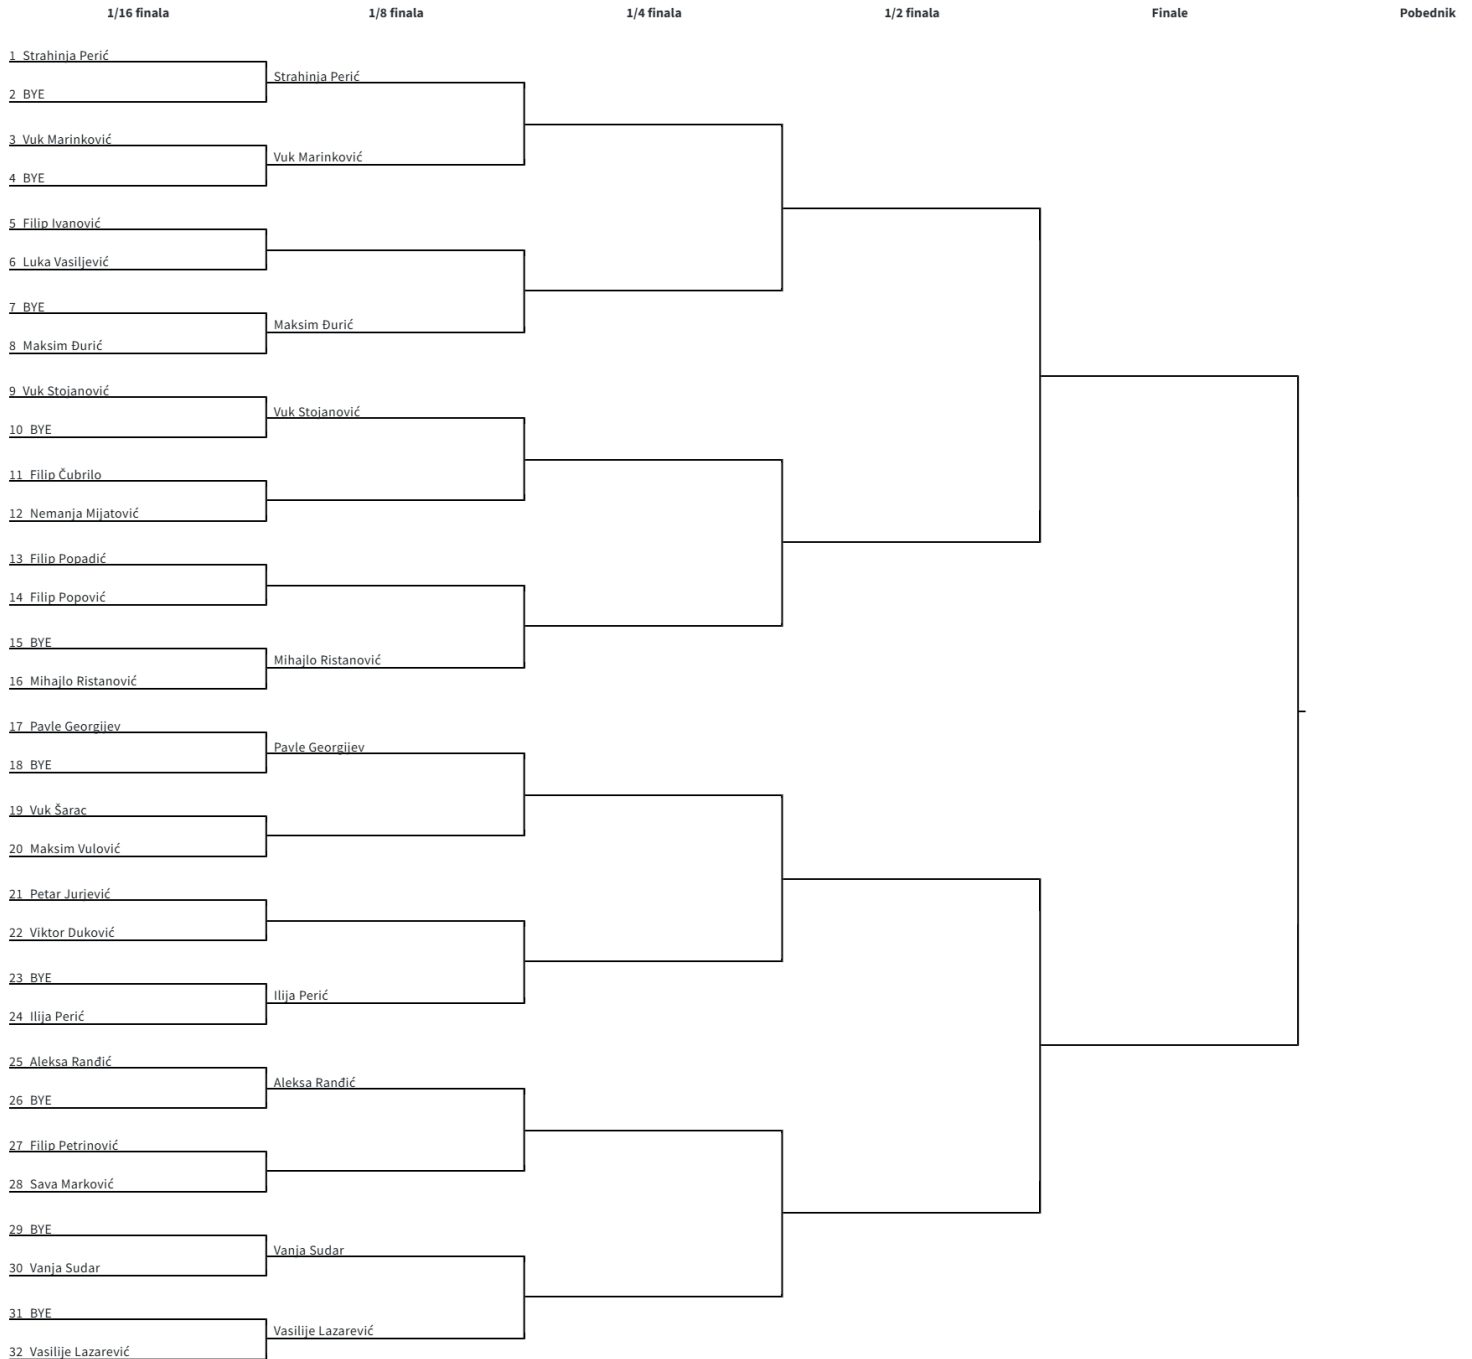 1/16 finala 1/8 finala 1/4 finala 1/2 finala Finale Pobednik
1 Strahinja Perić
Strahinja Perić
2 BYE
3 Vuk Marinković
Vuk Marinković
4 BYE
5 Filip Ivanović
6 Luka Vasiljević
7 BYE
Maksim Đurić
8 Maksim Đurić
9 Vuk Stojanović
Vuk Stojanović
10 BYE
11 Filip Čubrilo
12 Nemanja Mijatović
13 Filip Popadić
14 Filip Popović
15 BYE
Mihajlo Ristanović
16 Mihajlo Ristanović
17 Pavle Georgijev
Pavle Georgijev
18 BYE
19 Vuk Šarac
20 Maksim Vulović
21 Petar Jurjević
22 Viktor Duković
23 BYE
Ilija Perić
24 Ilija Perić
25 Aleksa Ranđić
Aleksa Ranđić
26 BYE
27 Filip Petrinović
28 Sava Marković
29 BYE
Vanja Sudar
30 Vanja Sudar
31 BYE
Vasilije Lazarević
32 Vasilije Lazarević